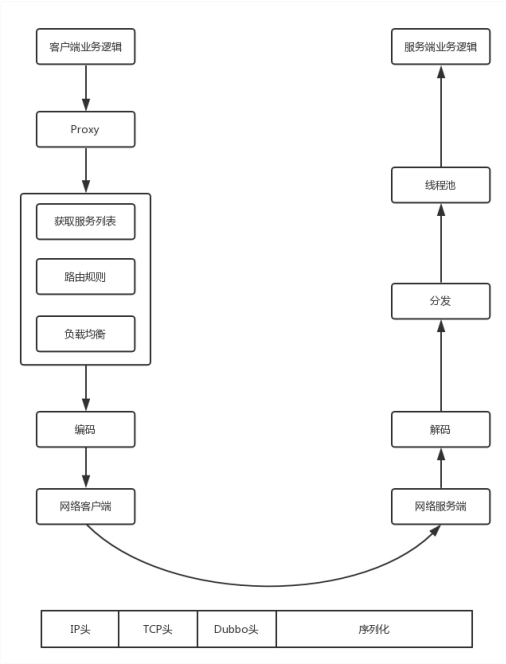 客户端业务逻辑
Proxy
获取服务列表
路由规则
负载均衡
编码
网络客户端
服务端业务逻辑
线程池
分发
解码
网络服务端
IP头 TCP头 Dubbo头 序列化